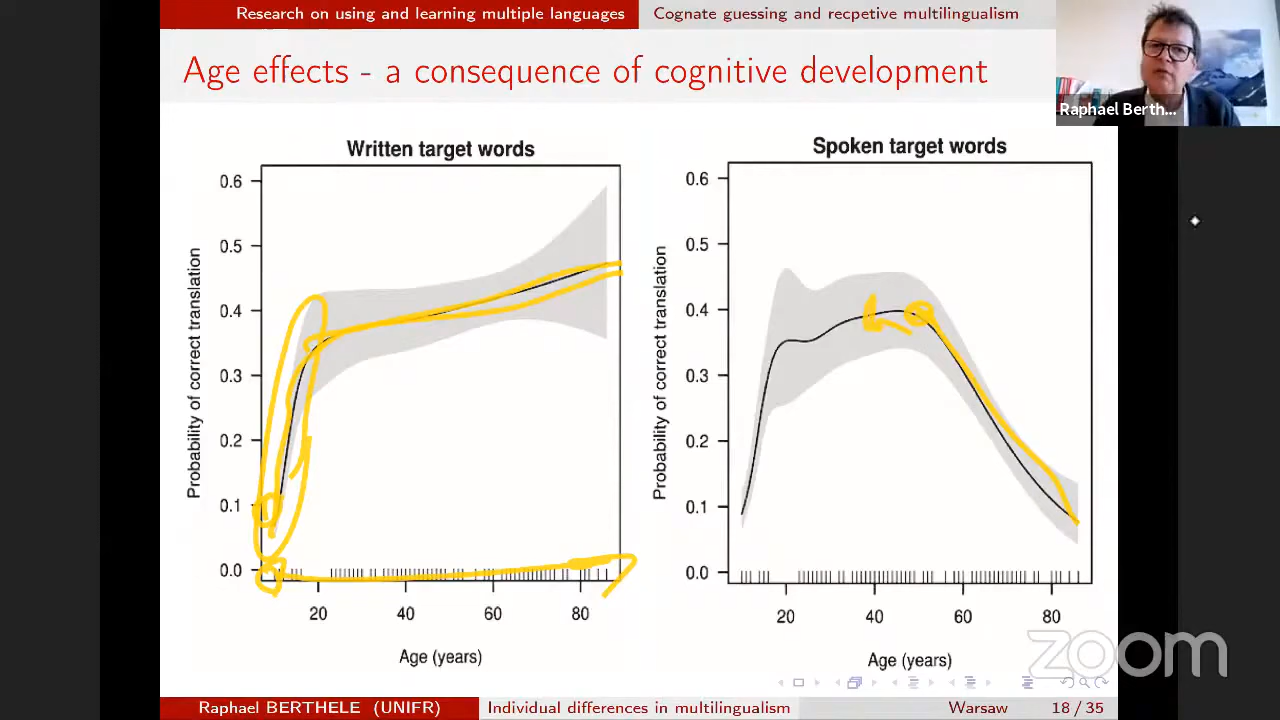 Research on using and learning multiple languages Cognate guessing and recpetive multilingualism
Age effects - a consequence of cognitive development
Raphael Berth...
Written target words
Probability of correct translation
0.6
0.5
0.4
0.3
0.2
0.1
0.0
20 40 60 80
Age (years)
Spoken target words
Probability of correct translation
0.6
0.5
0.4
0.3
0.2
0.1
0.0
20 40 60 80
Age (years)
zoom
Raphael BERTHELE (UNIFR) Individual differences in multilingualism Warsaw 18 / 35